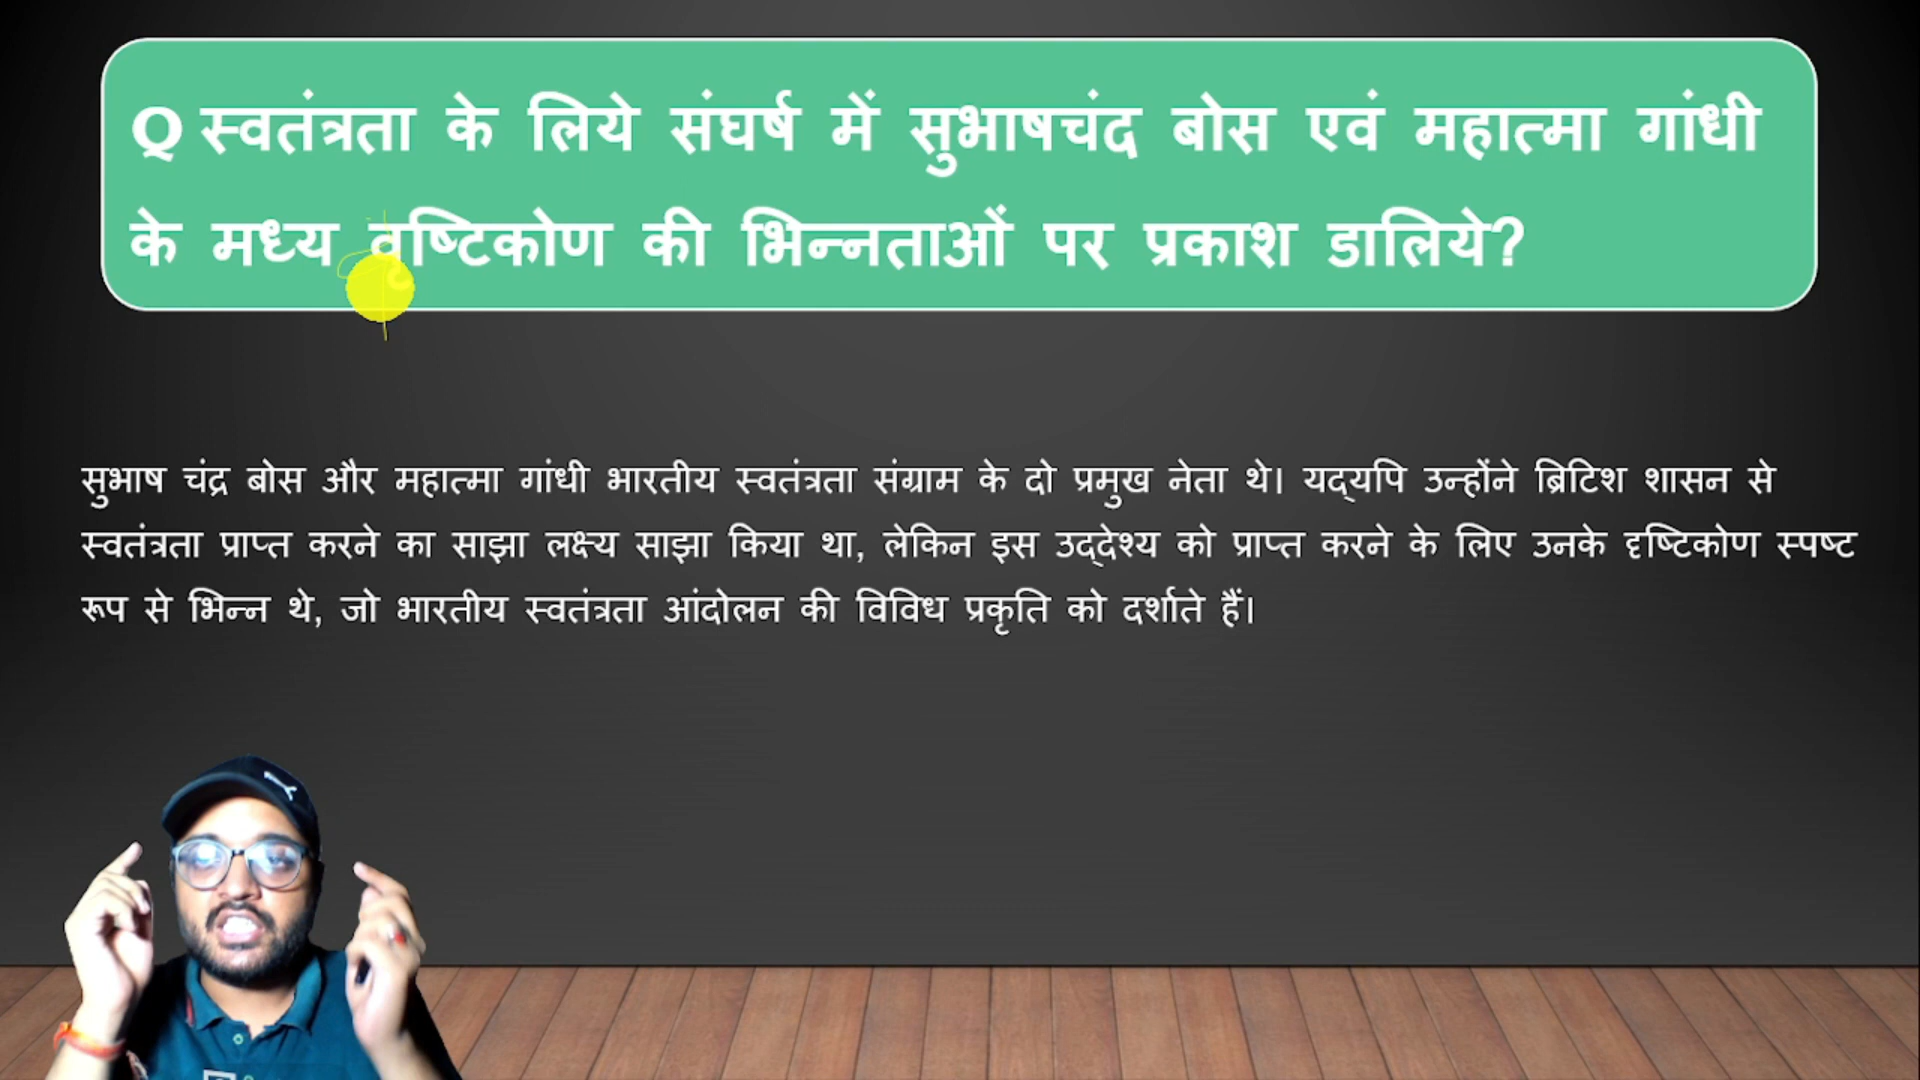 Q स्वतंत्रता के लिये संघर्ष में सुभाषचंद बोस एवं महात्मा गांधी
के मध्य दृष्टिकोण की भिन्नताओं पर प्रकाश डालिये?
सुभाष चंद्र बोस और महात्मा गांधी भारतीय स्वतंत्रता संग्राम के दो प्रमुख नेता थे। यद्यपि उन्होंने ब्रिटिश शासन से
स्वतंत्रता प्राप्त करने का साझा लक्ष्य साझा किया था, लेकिन इस उद्देश्य को प्राप्त करने के लिए उनके दृष्टिकोण स्पष्ट
रूप से भिन्न थे, जो भारतीय स्वतंत्रता आंदोलन की विविध प्रकृति को दर्शाते हैं।